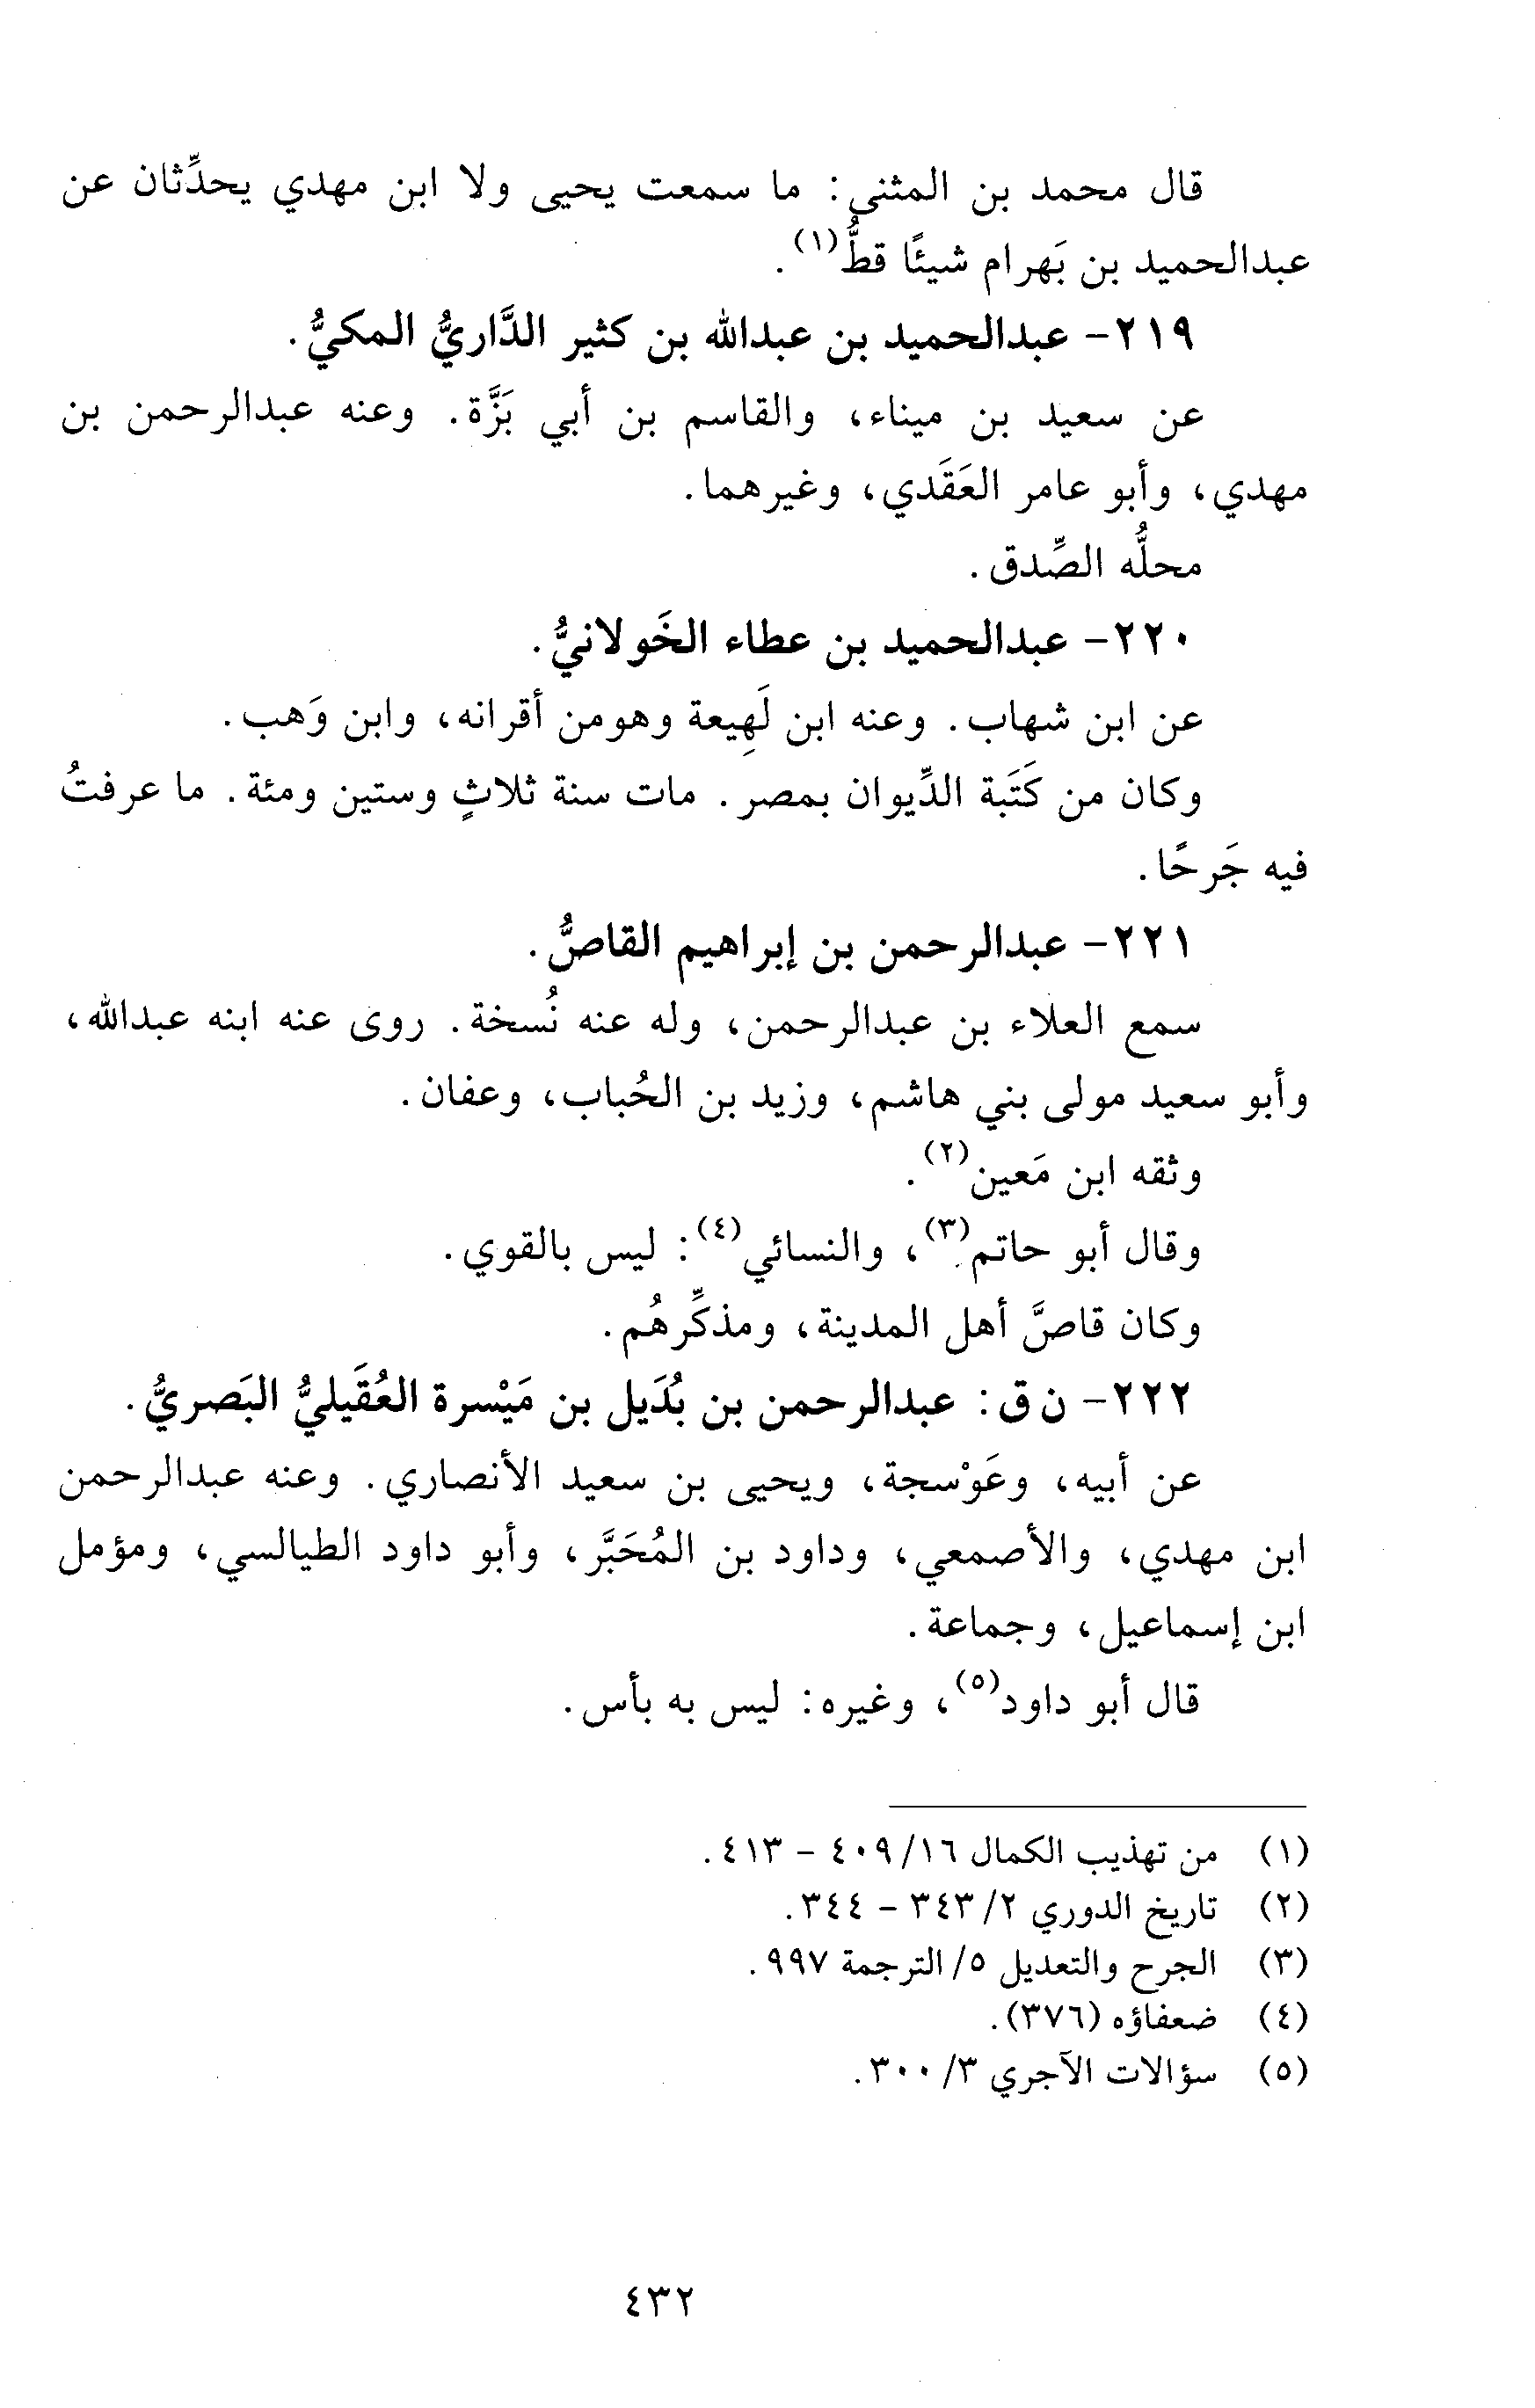 قال محمد بن المثنى: ما سمعت يحيى ولا ابن مهدي يحدِّثان عن
عبدالحميد بن بَهرام شيئًا قطُّ(١).
٢١٩- عبدالحميد بن عبدالله بن كثير الدَّاريُّ المكيُّ.
عن سعيد بن ميناء، والقاسم بن أبي بَزَّة. وعنه عبدالرحمن بن
مهدي، وأبو عامر العَقَدي، وغيرهما.
محلُّه الصِّدق.
٢٢٠- عبدالحميد بن عطاء الخَولانيُّ.
عن ابن شهاب. وعنه ابن لَهِيعة وهومن أقرانه، وابن وَهب.
وكان من كَتَبة الدِّيوان بمصر. مات سنة ثلاثٍ وستين ومئة. ما عرفتُ
فيه جَرحًا.
٢٢١- عبدالرحمن بن إبراهيم القاصُّ.
سمع العلاء بن عبدالرحمن، وله عنه نُسخة. روى عنه ابنه عبدالله،
وأبو سعيد مولى بني هاشم، وزيد بن الحُباب، وعفان.
وثقه ابن مَعين(٢).
وقال أبو حاتم(٣)، والنسائي(٤): ليس بالقوي.
وكان قاصَّ أهل المدينة، ومذكِّرهُم.
٢٢٢- ن ق: عبدالرحمن بن بُدَيل بن مَيْسرة العُقَيليُّ البَصريُّ.
عن أبيه، وعَوْسجة، ويحيى بن سعيد الأنصاري. وعنه عبدالرحمن
ابن مهدي، والأصمعي، وداود بن المُحَبَّر، وأبو داود الطيالسي، ومؤمل
ابن إسماعيل، وجماعة.
قال أبو داود(٥)، وغيره: ليس به بأس.
(١) من تهذيب الكمال ١٦/ ٤٠٩ - ٤١٣.
(٢) تاريخ الدوري ٢/ ٣٤٣ - ٣٤٤.
(٣) الجرح والتعديل ٥/ الترجمة ٩٩٧.
(٤) ضعفاؤه (٣٧٦).
(٥) سؤالات الآجري ٣/ ٣٠٠.
٤٣٢